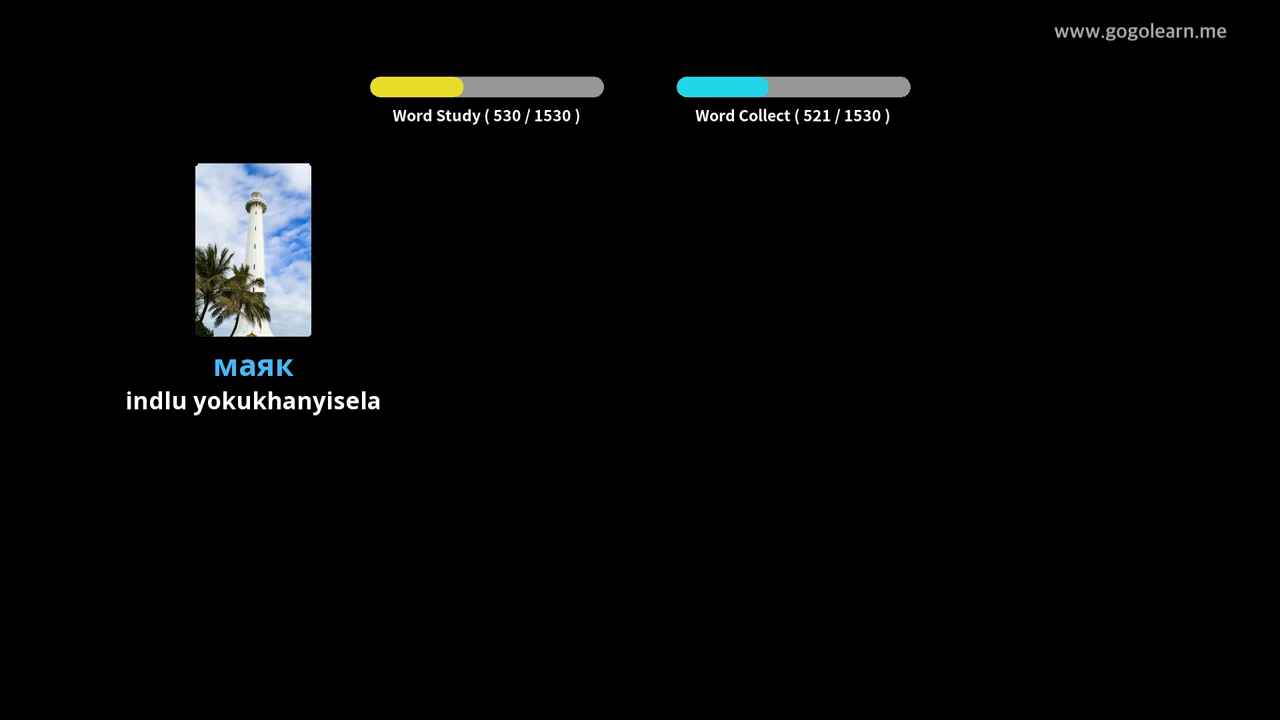 www.gogolearn.me
Word Study ( 530 / 1530 )
Word Collect ( 521 / 1530 )
маяк
indlu yokukhanyisela